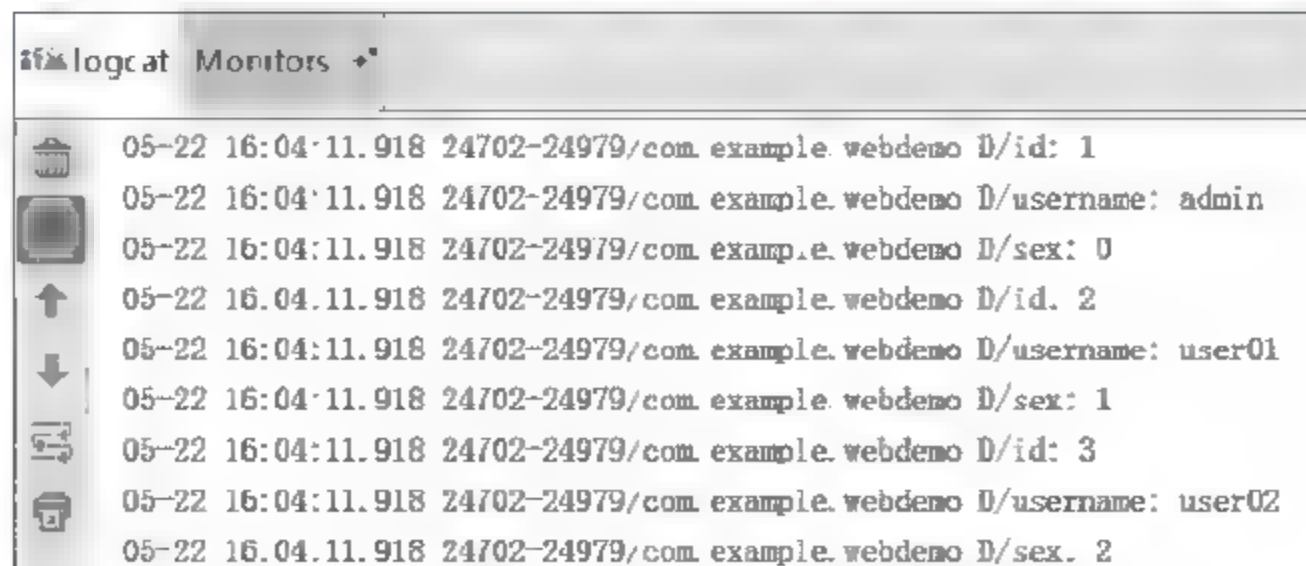 logcat Monitors
05-22 16:04:11.918 24702-24979/com.example.webdemo D/id: 1
05-22 16:04:11.918 24702-24979/com.example.webdemo D/username: admin
05-22 16:04:11.918 24702-24979/com.example.webdemo D/sex: 0
05-22 16:04:11.918 24702-24979/com.example.webdemo D/id: 2
05-22 16:04:11.918 24702-24979/com.example.webdemo D/username: user01
05-22 16:04:11.918 24702-24979/com.example.webdemo D/sex: 1
05-22 16:04:11.918 24702-24979/com.example.webdemo D/id: 3
05-22 16:04:11.918 24702-24979/com.example.webdemo D/username: user02
05-22 16:04:11.918 24702-24979/com.example.webdemo D/sex: 2